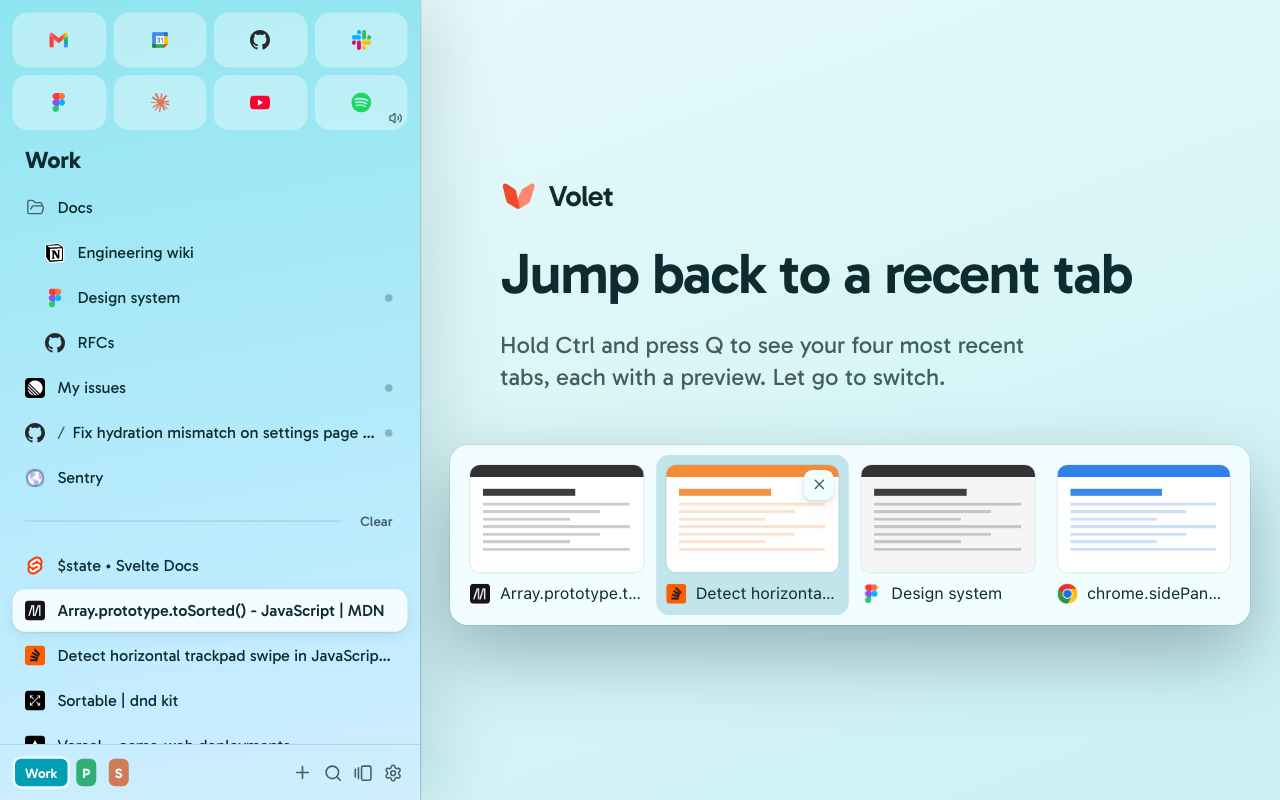 31
Work
Docs
Engineering wiki
Design system
RFCs
My issues
/ Fix hydration mismatch on settings page ...
Sentry
Clear
$state • Svelte Docs
Array.prototype.toSorted() - JavaScript | MDN
Detect horizontal trackpad swipe in JavaScrip...
Sortable | dnd kit
Work
P
S
Volet
Jump back to a recent tab
Hold Ctrl and press Q to see your four most recent
tabs, each with a preview. Let go to switch.
Array.prototype.t...
Detect horizonta...
Design system
chrome.sidePan...